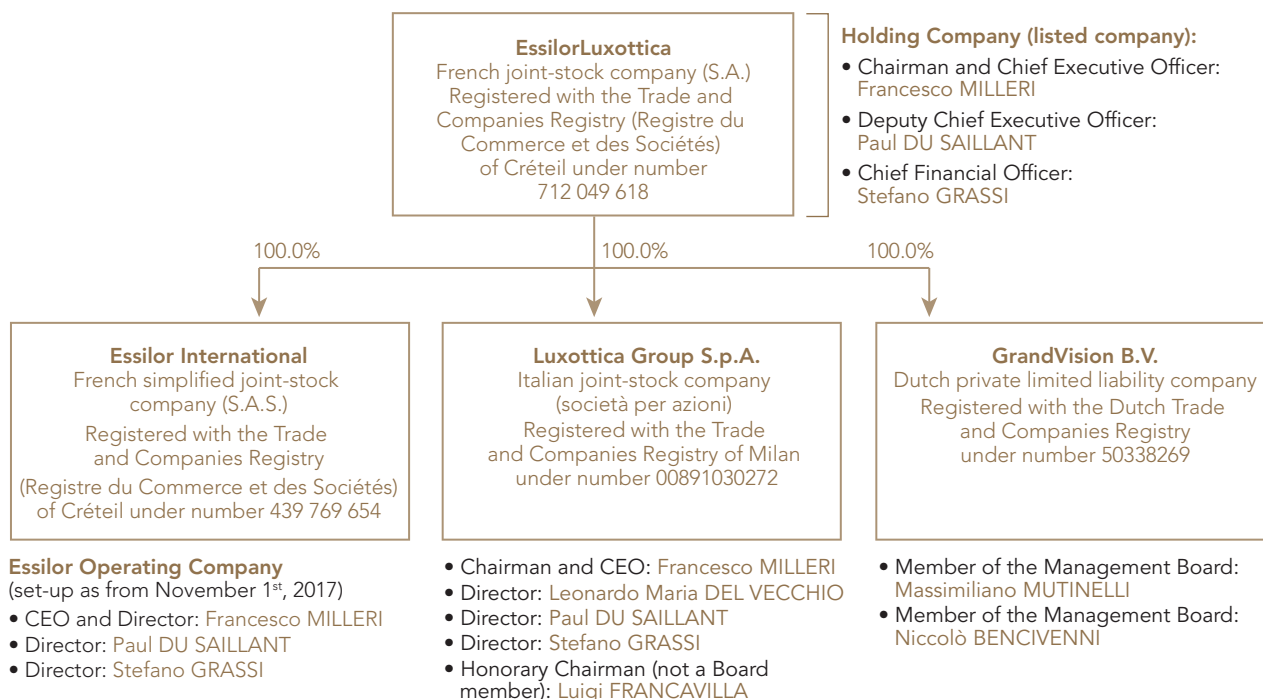 EssilorLuxottica
French joint-stock company (S.A.)
Registered with the Trade and
Companies Registry (Registre du
Commerce et des Sociétés)
of Créteil under number
712 049 618
Holding Company (listed company):
• Chairman and Chief Executive Officer:
Francesco MILLERI
• Deputy Chief Executive Officer:
Paul DU SAILLANT
• Chief Financial Officer:
Stefano GRASSI
100.0%
100.0%
100.0%
Essilor International
French simplified joint-stock
company (S.A.S.)
Registered with the Trade
and Companies Registry
(Registre du Commerce et des Sociétés)
of Créteil under number 439 769 654
Essilor Operating Company
(set-up as from November 1st, 2017)
• CEO and Director: Francesco MILLERI
• Director: Paul DU SAILLANT
• Director: Stefano GRASSI
Luxottica Group S.p.A.
Italian joint-stock company
(società per azioni)
Registered with the Trade
and Companies Registry of Milan
under number 00891030272
• Chairman and CEO: Francesco MILLERI
• Director: Leonardo Maria DEL VECCHIO
• Director: Paul DU SAILLANT
• Director: Stefano GRASSI
• Honorary Chairman (not a Board
member): Luigi FRANCAVILLA
GrandVision B.V.
Dutch private limited liability company
Registered with the Dutch Trade
and Companies Registry
under number 50338269
• Member of the Management Board:
Massimiliano MUTINELLI
• Member of the Management Board:
Niccolò BENCIVENNI